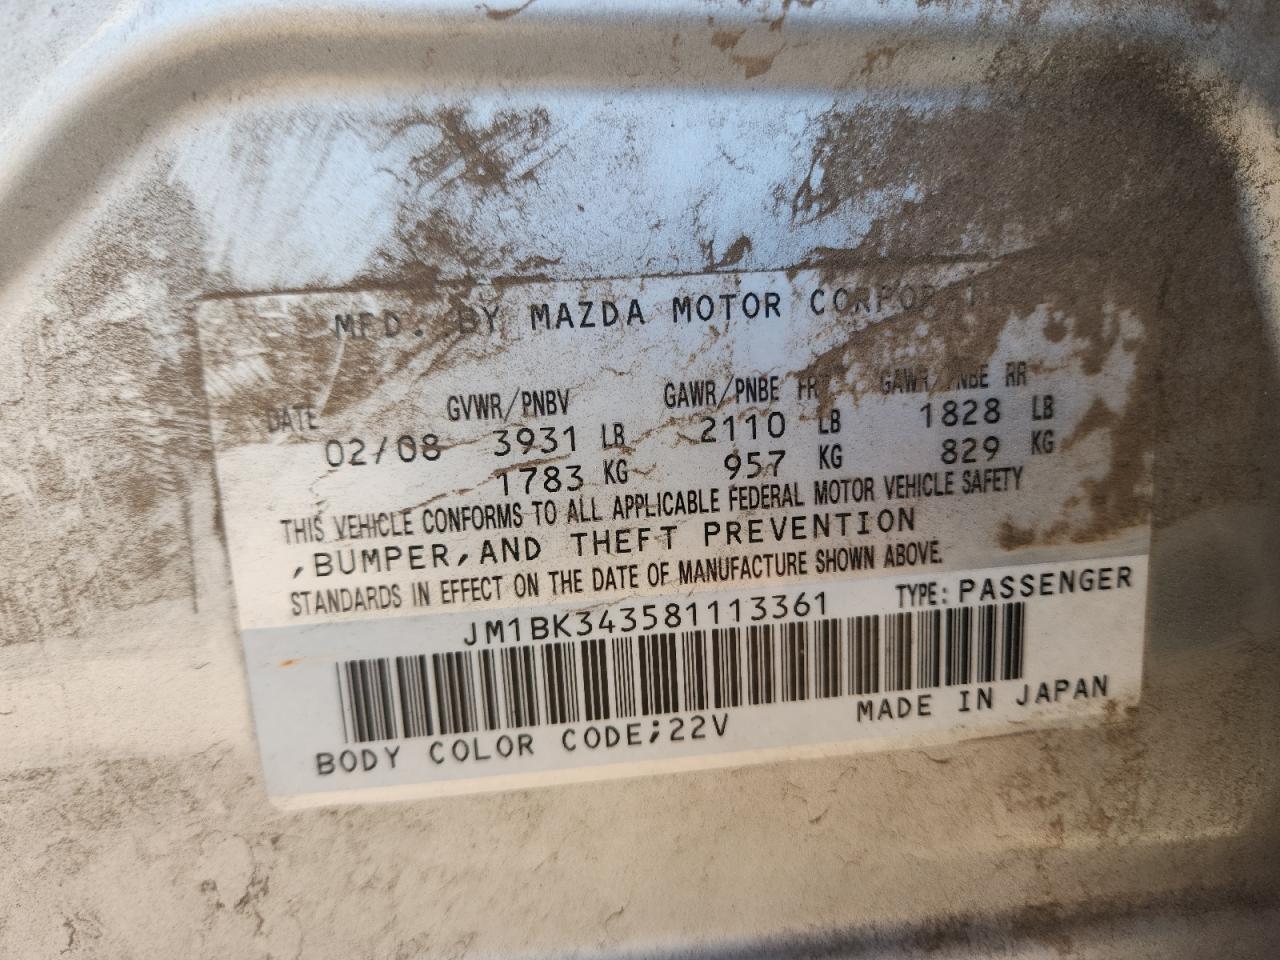 MFD. BY MAZDA MOTOR
DATE GVWR/PNBV GAWR/PNBE FR GAWR/PNBE RR
02/08 3931 LB 2110 LB 1828 LB
1783 KG 957 KG 829 KG
THIS VEHICLE CONFORMS TO ALL APPLICABLE FEDERAL MOTOR VEHICLE SAFETY
,BUMPER,AND THEFT PREVENTION
STANDARDS IN EFFECT ON THE DATE OF MANUFACTURE SHOWN ABOVE.
JM1BK343581113361 TYPE: PASSENGER
BODY COLOR CODE;22V MADE IN JAPAN